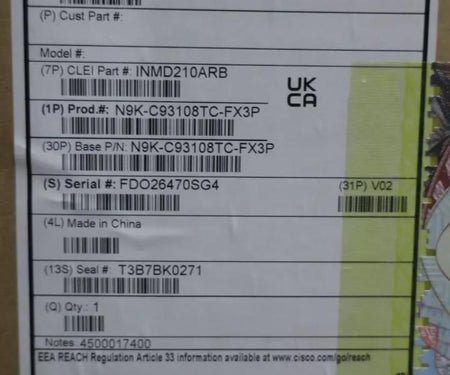 (P) Cust Part #:
Model #:
(7P) CLEI Part #: INMD210ARB
UK
CA
(1P) Prod.#: N9K-C93108TC-FX3P
(30P) Base P/N: N9K-C93108TC-FX3P
(S) Serial #: FDO26470SG4
(31P) V02
(4L) Made in China
(13S) Seal #: T3B7BK0271
(Q) Qty.: 1
Notes: 4500017400
EEA REACH Regulation Article 33 information available at www.cisco.com/go/reach